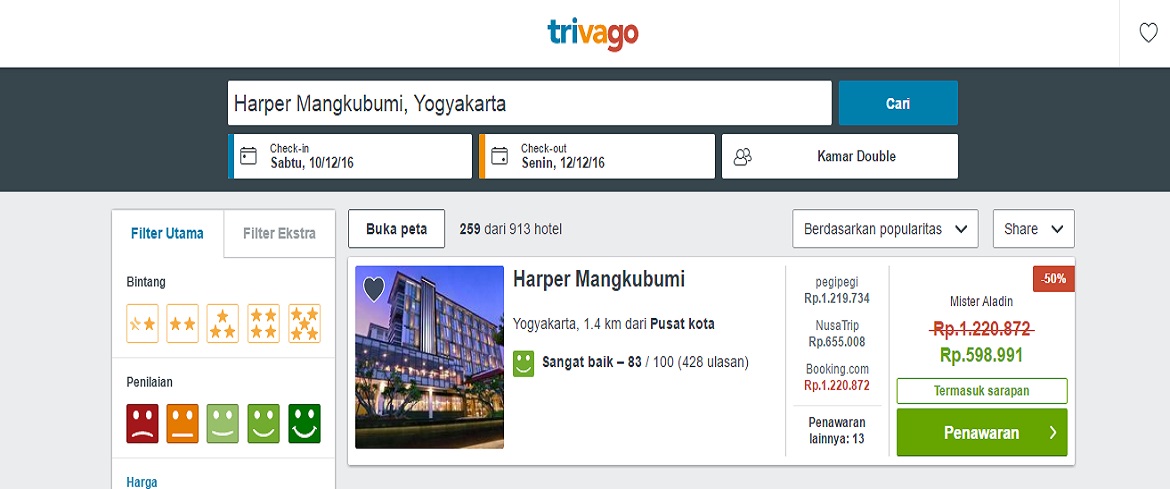 trivago
Harper Mangkubumi, Yogyakarta
Cari
Check-in
Sabtu, 10/12/16
Check-out
Senin, 12/12/16
Kamar Double
Filter Utama
Filter Ekstra
Bintang
Penilaian
Harga
Buka peta
259 dari 913 hotel
Berdasarkan popularitas
Share
Harper Mangkubumi
Yogyakarta, 1.4 km dari Pusat kota
Sangat baik – 83 / 100 (428 ulasan)
pegipegi
Rp.1.219.734
NusaTrip
Rp.655.008
Booking.com
Rp.1.220.872
Penawaran
lainnya: 13
-50%
Mister Aladin
Rp.1.220.872
Rp.598.991
Termasuk sarapan
Penawaran